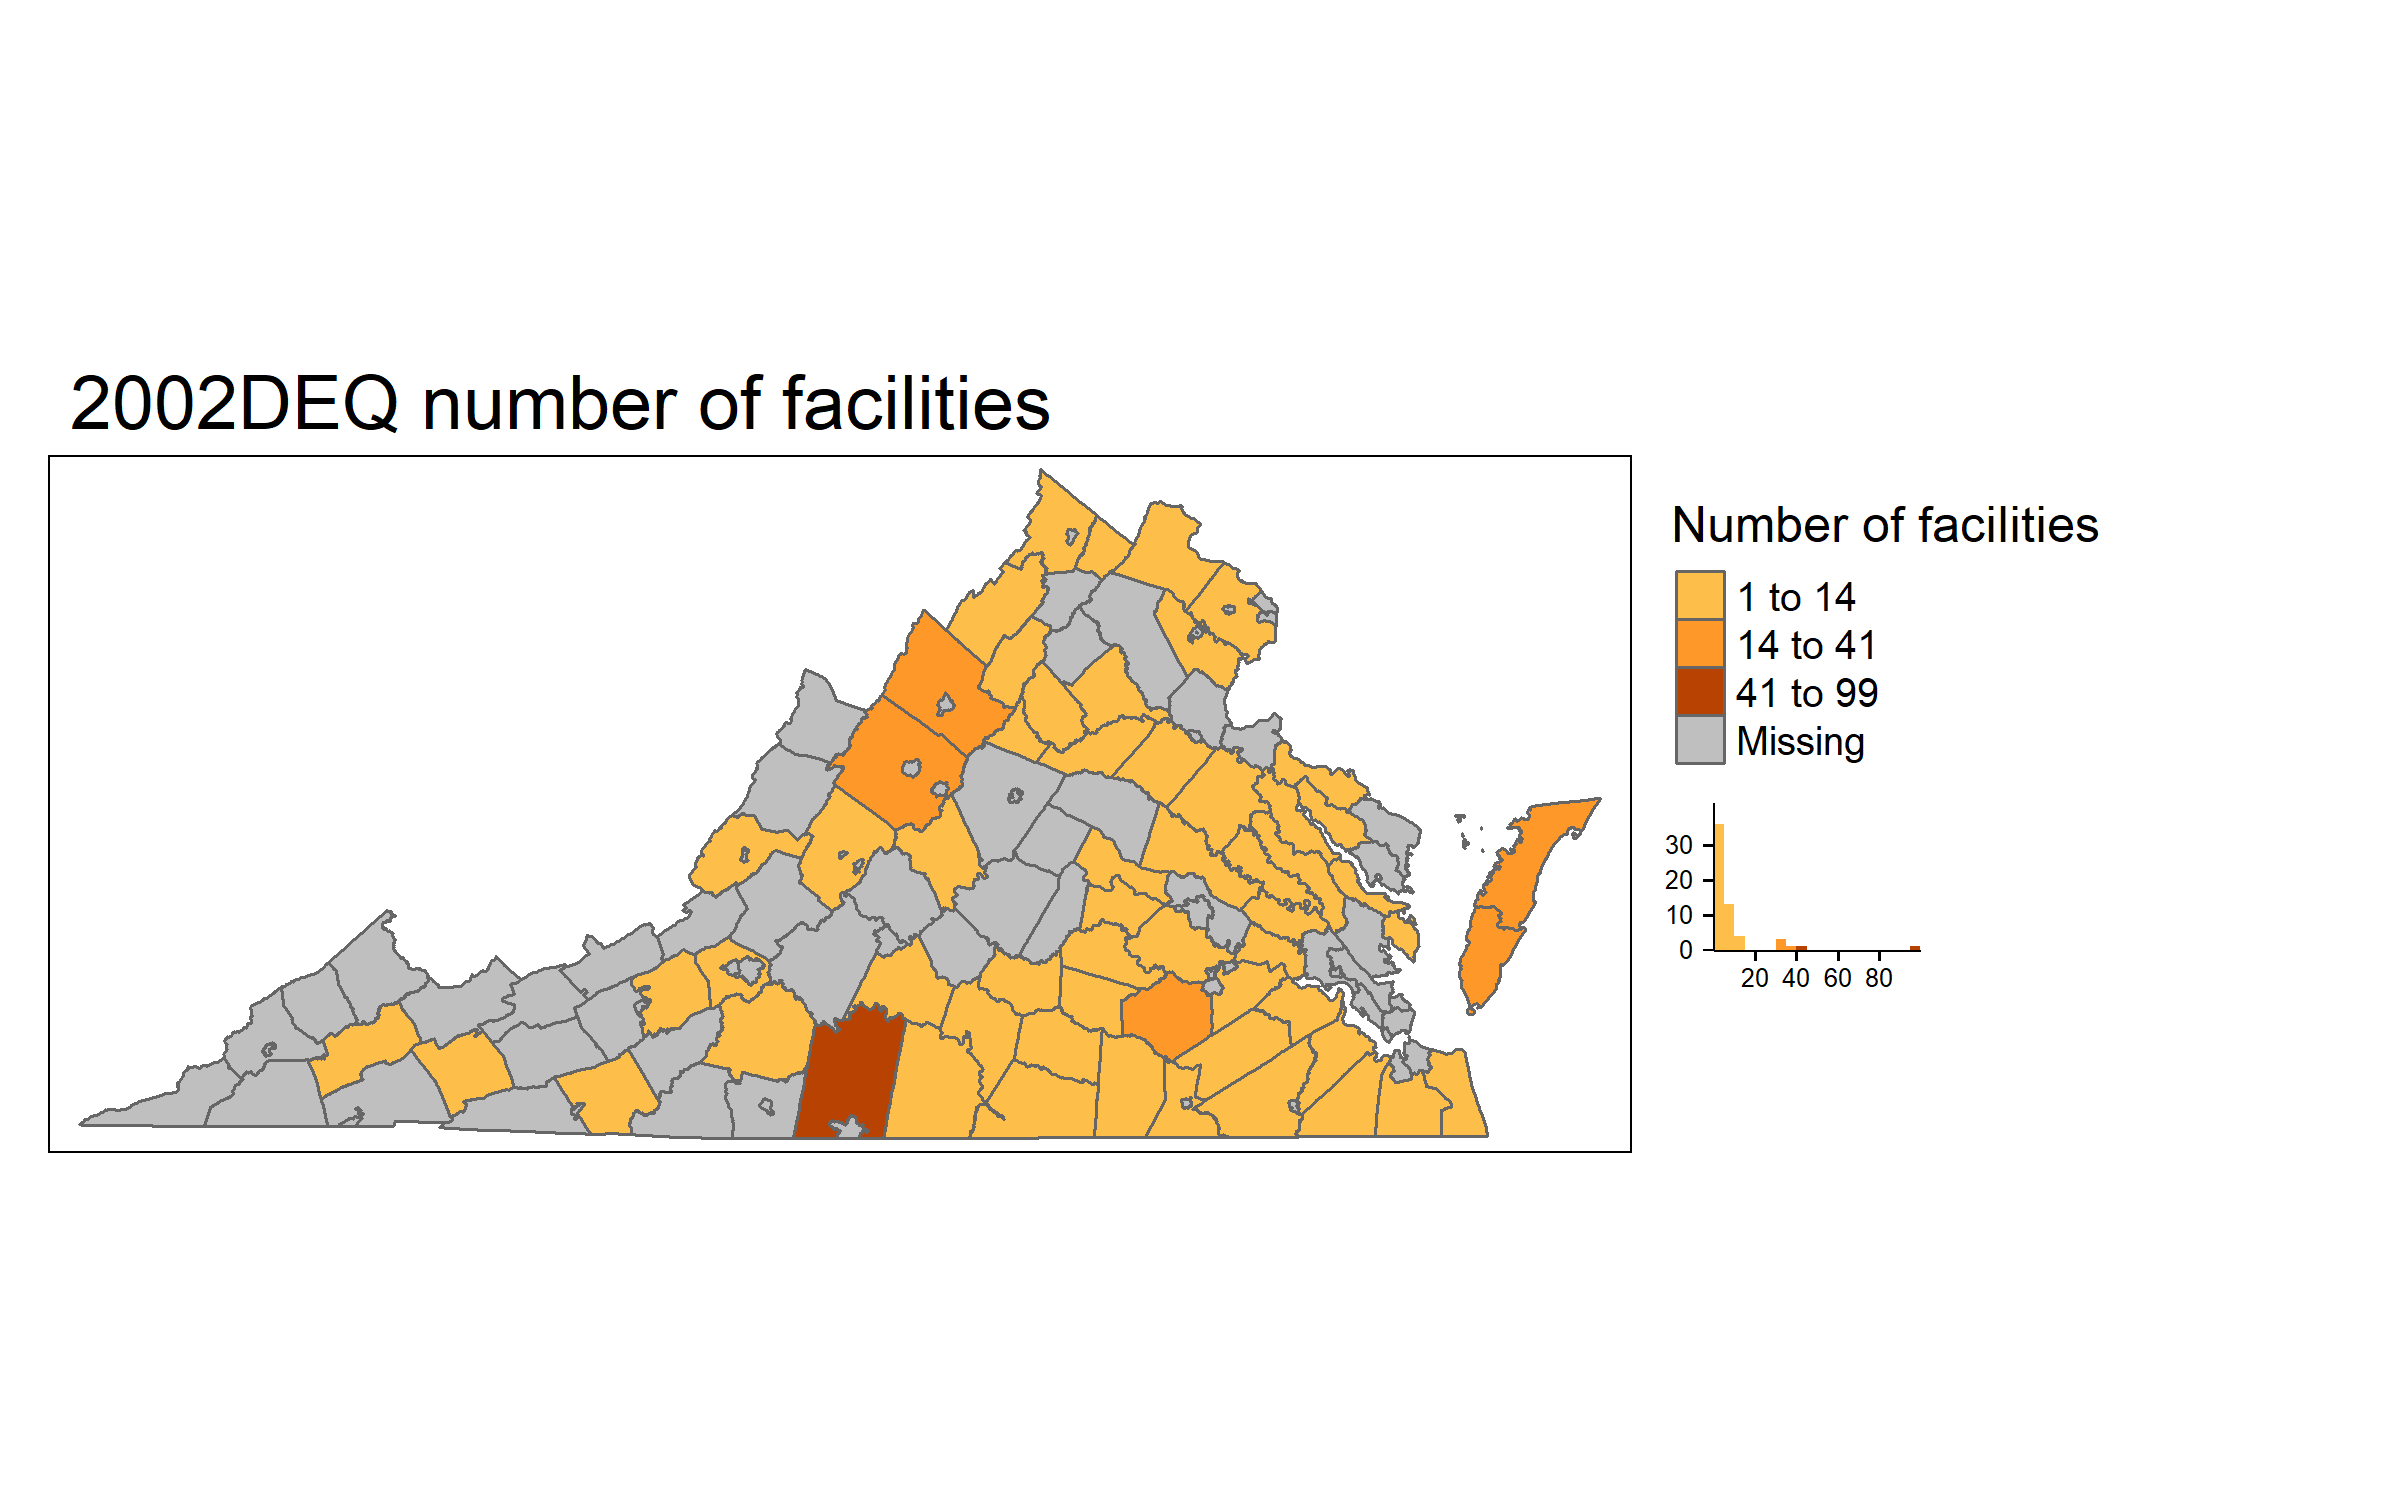 2002DEQ number of facilities
Number of facilities
1 to 14
14 to 41
41 to 99
Missing
30
20
10
0
20 40 60 80